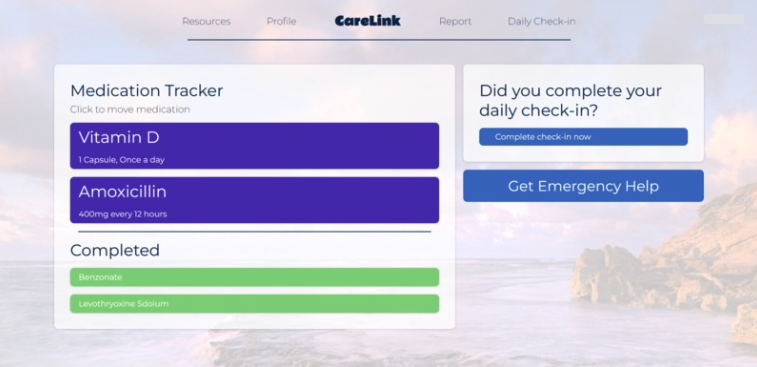 Resources
Profile
CareLink
Report
Daily Check-in
Medication Tracker
Click to move medication
Vitamin D
1 Capsule, Once a day
Amoxicillin
400mg every 12 hours
Completed
Benzonate
Levothryoxine Sdoium
Did you complete your
daily check-in?
Complete check-in now
Get Emergency Help